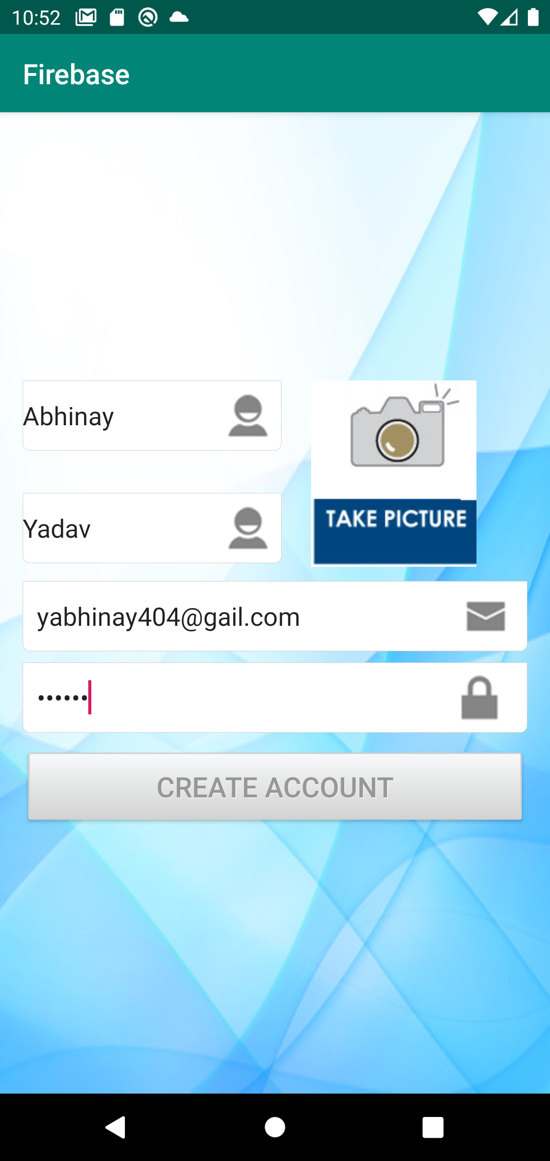 10:52
Firebase
Abhinay
TAKE PICTURE
Yadav
yabhinay404@gail.com
••••••
CREATE ACCOUNT